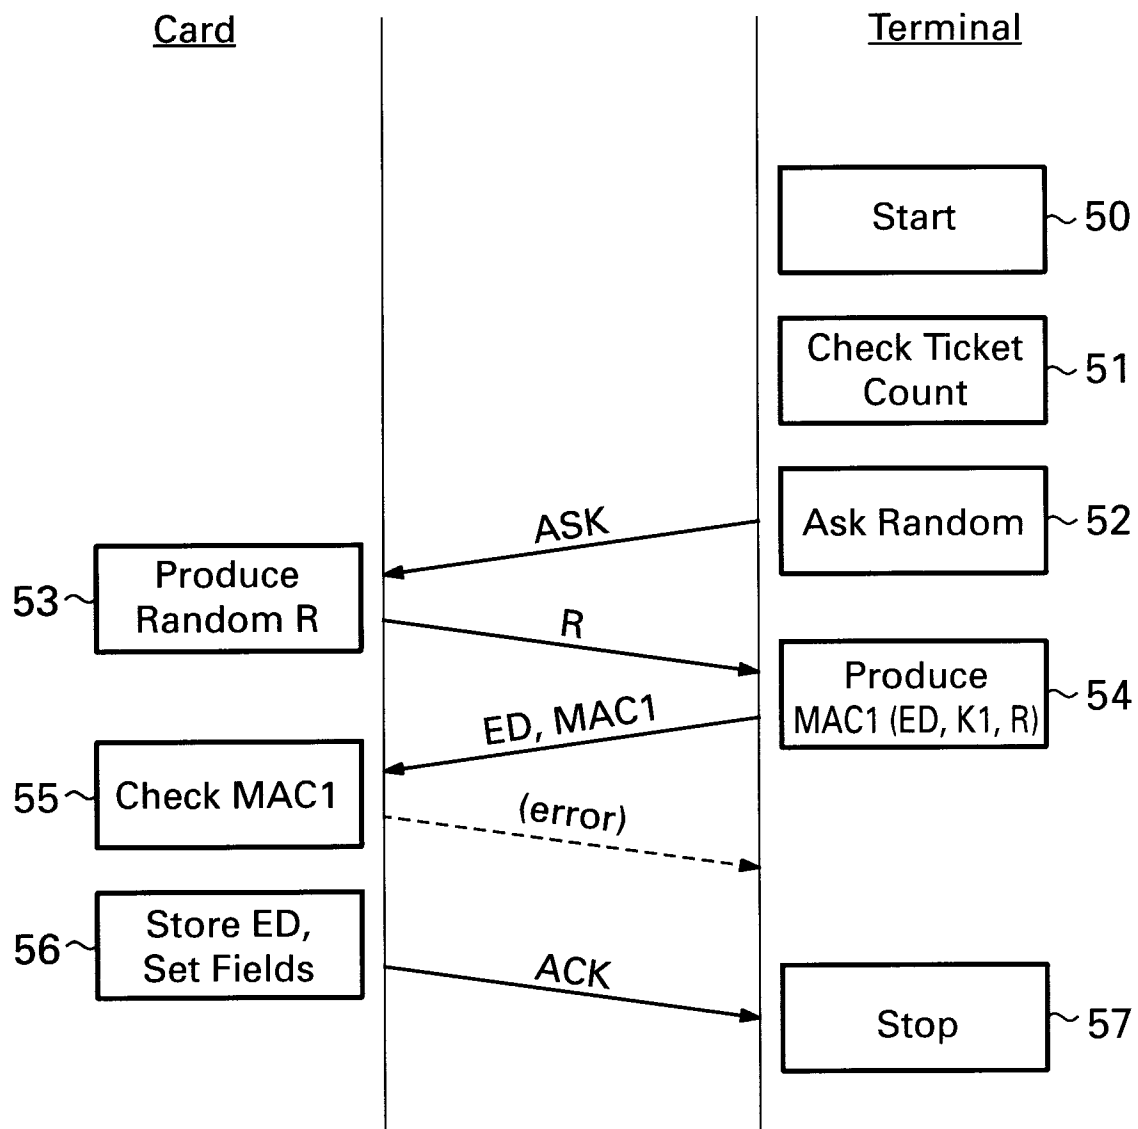 Card
Terminal
Start
50
Check Ticket
Count
51
Ask Random
52
ASK
53
Produce
Random R
R
Produce
MAC1 (ED, K1, R)
54
ED, MAC1
55
Check MAC1
(error)
56
Store ED,
Set Fields
ACK
Stop
57